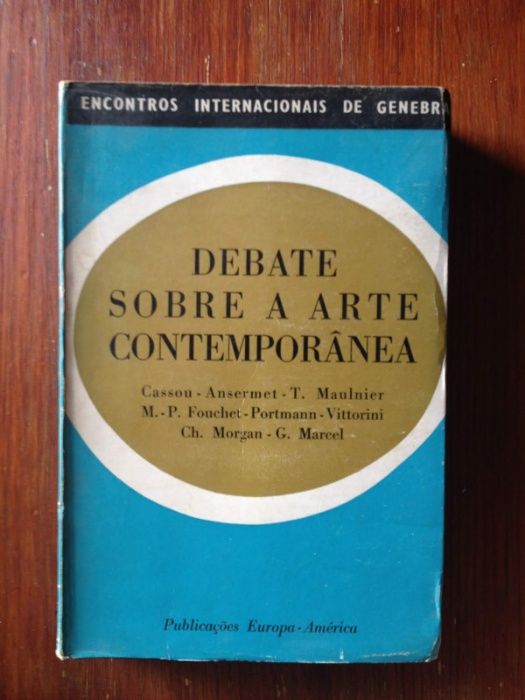 ENCONTROS INTERNACIONAIS DE GENEBRA
DEBATE
SOBRE A ARTE
CONTEMPORÂNEA
Cassou - Ansermet - T. Maulnier
M.-P. Fouchet - Portmann - Vittorini
Ch. Morgan - G. Marcel
Publicações Europa-América